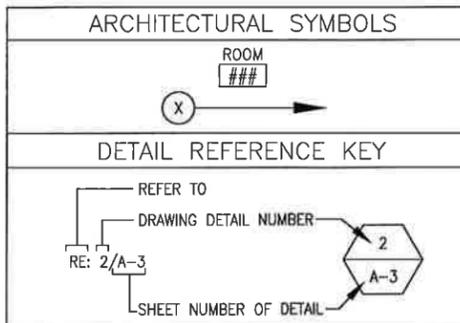 ARCHITECTURAL SYMBOLS
ROOM
###
X
DETAIL REFERENCE KEY
REFER TO
DRAWING DETAIL NUMBER
2
RE: 2/A-3
A-3
SHEET NUMBER OF DETAIL